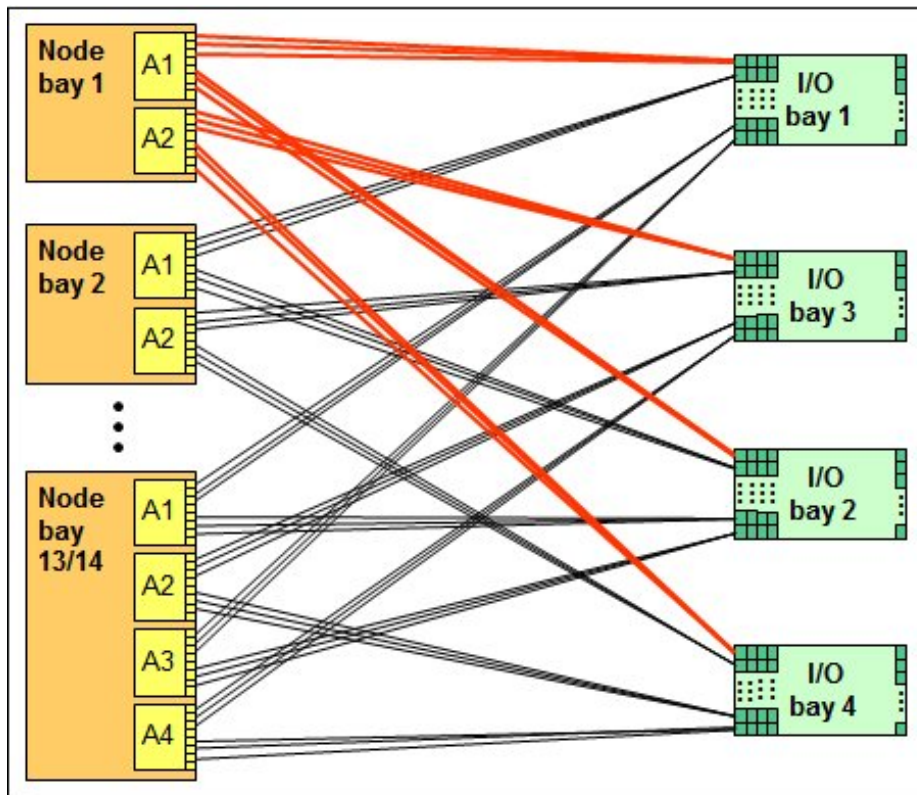 Node
bay 1
A1
A2
Node
bay 2
A1
A2
Node
bay
13/14
A1
A2
A3
A4
I/O
bay 1
I/O
bay 3
I/O
bay 2
I/O
bay 4